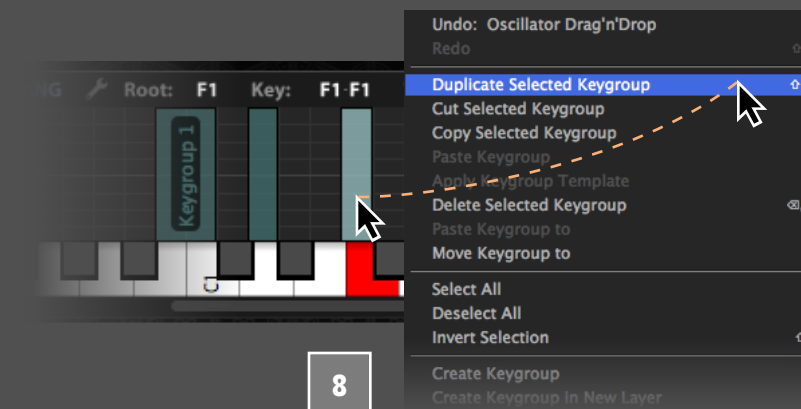 NG Root: F1 Key: F1-F1
Keygroup 1
C1
8
Undo: Oscillator Drag'n'Drop
Redo
Duplicate Selected Keygroup
Cut Selected Keygroup
Copy Selected Keygroup
Paste Keygroup
Apply Keygroup Template
Delete Selected Keygroup
Paste Keygroup to
Move Keygroup to
Select All
Deselect All
Invert Selection
Create Keygroup
Create Keygroup in New Layer